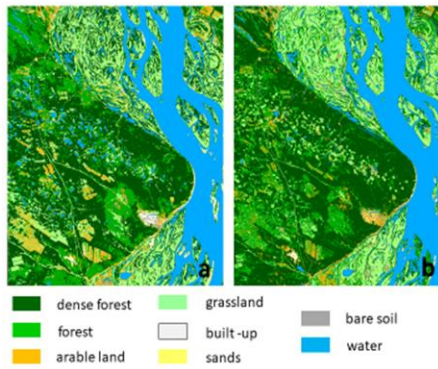 a
b
dense forest
grassland
bare soil
forest
built-up
water
arable land
sands